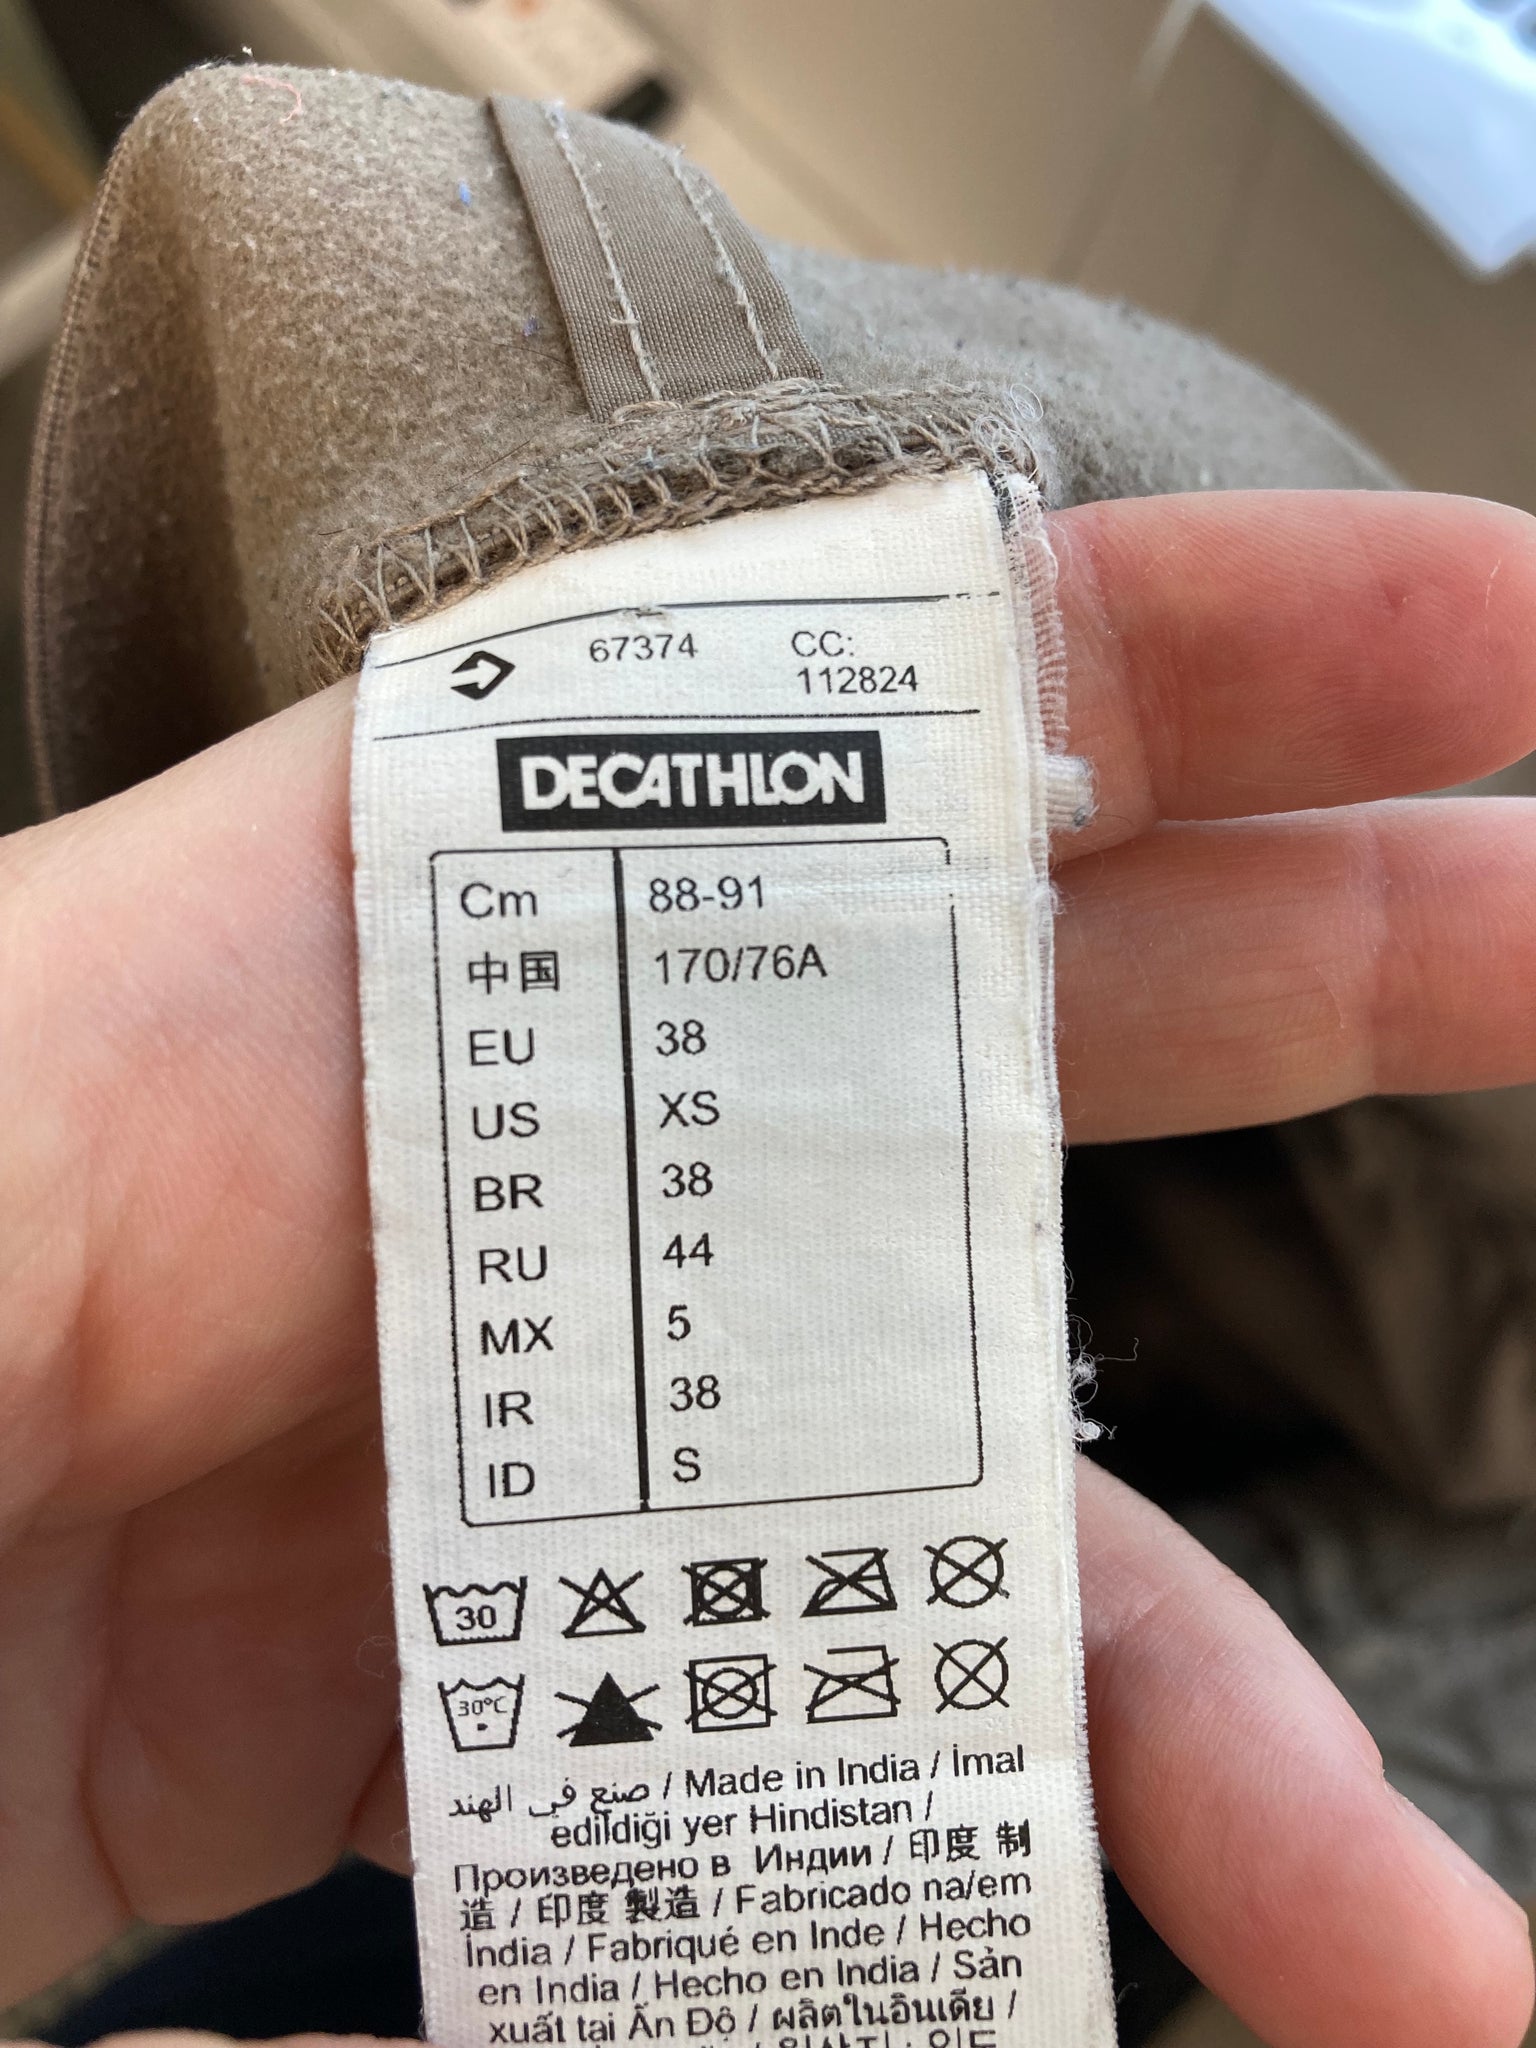 67374 CC:
112824
DECATHLON
Cm 88-91
中国 170/76A
EU 38
US XS
BR 38
RU 44
MX 5
IR 38
ID S
30
30°C
صنع في الهند / Made in India / İmal
edildiği yer Hindistan /
Произведено в Индии / 印度 制
造 / 印度 製造 / Fabricado na/em
Índia / Fabriqué en Inde / Hecho
en India / Hecho en India / Sản
xuất tại Ấn Độ / ผลิตในอินเดีย /